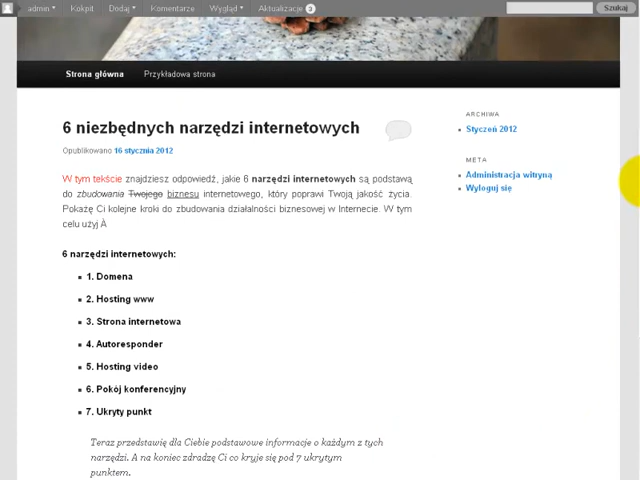 admin Kokpit Dodaj Komentarze Wygląd Aktualizacje 3 Szukaj
Strona główna Przykładowa strona
6 niezbędnych narzędzi internetowych
Opublikowano 16 stycznia 2012
W tym tekście znajdziesz odpowiedź, jakie 6 narzędzi internetowych są podstawą
do zbudowania Twojego biznesu internetowego, który poprawi Twoją jakość życia.
Pokażę Ci kolejne kroki do zbudowania działalności biznesowej w Internecie. W tym
celu użyj À
6 narzędzi internetowych:
1. Domena
2. Hosting www
3. Strona internetowa
4. Autoresponder
5. Hosting video
6. Pokój konferencyjny
7. Ukryty punkt
Teraz przedstawię dla Ciebie podstawowe informacje o każdym z tych
narzędzi. A na koniec zdradzę Ci co kryje się pod 7 ukrytym
punktem.
ARCHIWA
Styczeń 2012
META
Administracja witryną
Wyloguj się